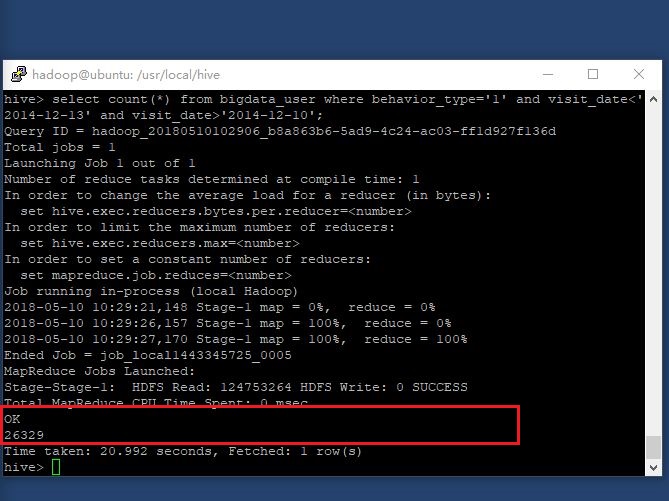 hadoop@ubuntu: /usr/local/hive
hive> select count(*) from bigdata_user where behavior_type='1' and visit_date<'
2014-12-13' and visit_date>'2014-12-10';
Query ID = hadoop_20180510102906_b8a863b6-5ad9-4c24-ac03-ff1d927f136d
Total jobs = 1
Launching Job 1 out of 1
Number of reduce tasks determined at compile time: 1
In order to change the average load for a reducer (in bytes):
  set hive.exec.reducers.bytes.per.reducer=<number>
In order to limit the maximum number of reducers:
  set hive.exec.reducers.max=<number>
In order to set a constant number of reducers:
  set mapreduce.job.reduces=<number>
Job running in-process (local Hadoop)
2018-05-10 10:29:21,148 Stage-1 map = 0%,  reduce = 0%
2018-05-10 10:29:26,157 Stage-1 map = 100%,  reduce = 0%
2018-05-10 10:29:27,170 Stage-1 map = 100%,  reduce = 100%
Ended Job = job_local1443345725_0005
MapReduce Jobs Launched:
Stage-Stage-1:  HDFS Read: 124753264 HDFS Write: 0 SUCCESS
Total MapReduce CPU Time Spent: 0 msec
OK
26329
Time taken: 20.992 seconds, Fetched: 1 row(s)
hive>